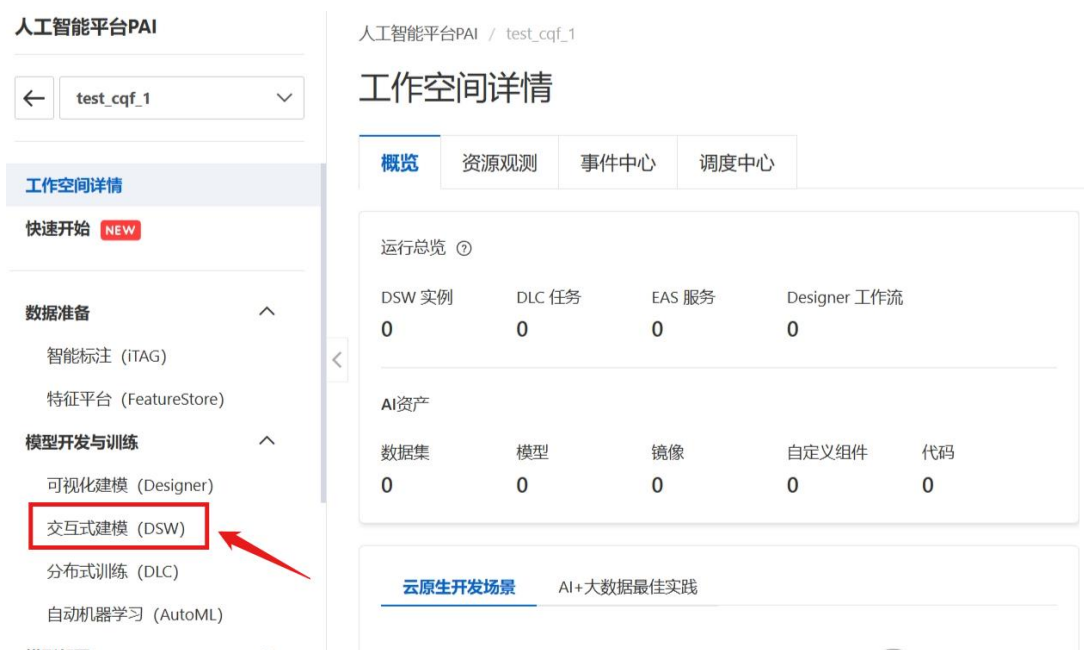 人工智能平台PAI
test_cqf_1
工作空间详情
快速开始 NEW
数据准备
智能标注 (iTAG)
特征平台 (FeatureStore)
模型开发与训练
可视化建模 (Designer)
交互式建模 (DSW)
分布式训练 (DLC)
自动机器学习 (AutoML)
人工智能平台PAI / test_cqf_1
工作空间详情
概览 资源观测 事件中心 调度中心
运行总览
DSW 实例 DLC 任务 EAS 服务 Designer 工作流
0 0 0 0
AI资产
数据集 模型 镜像 自定义组件 代码
0 0 0 0 0
云原生开发场景 AI+大数据最佳实践